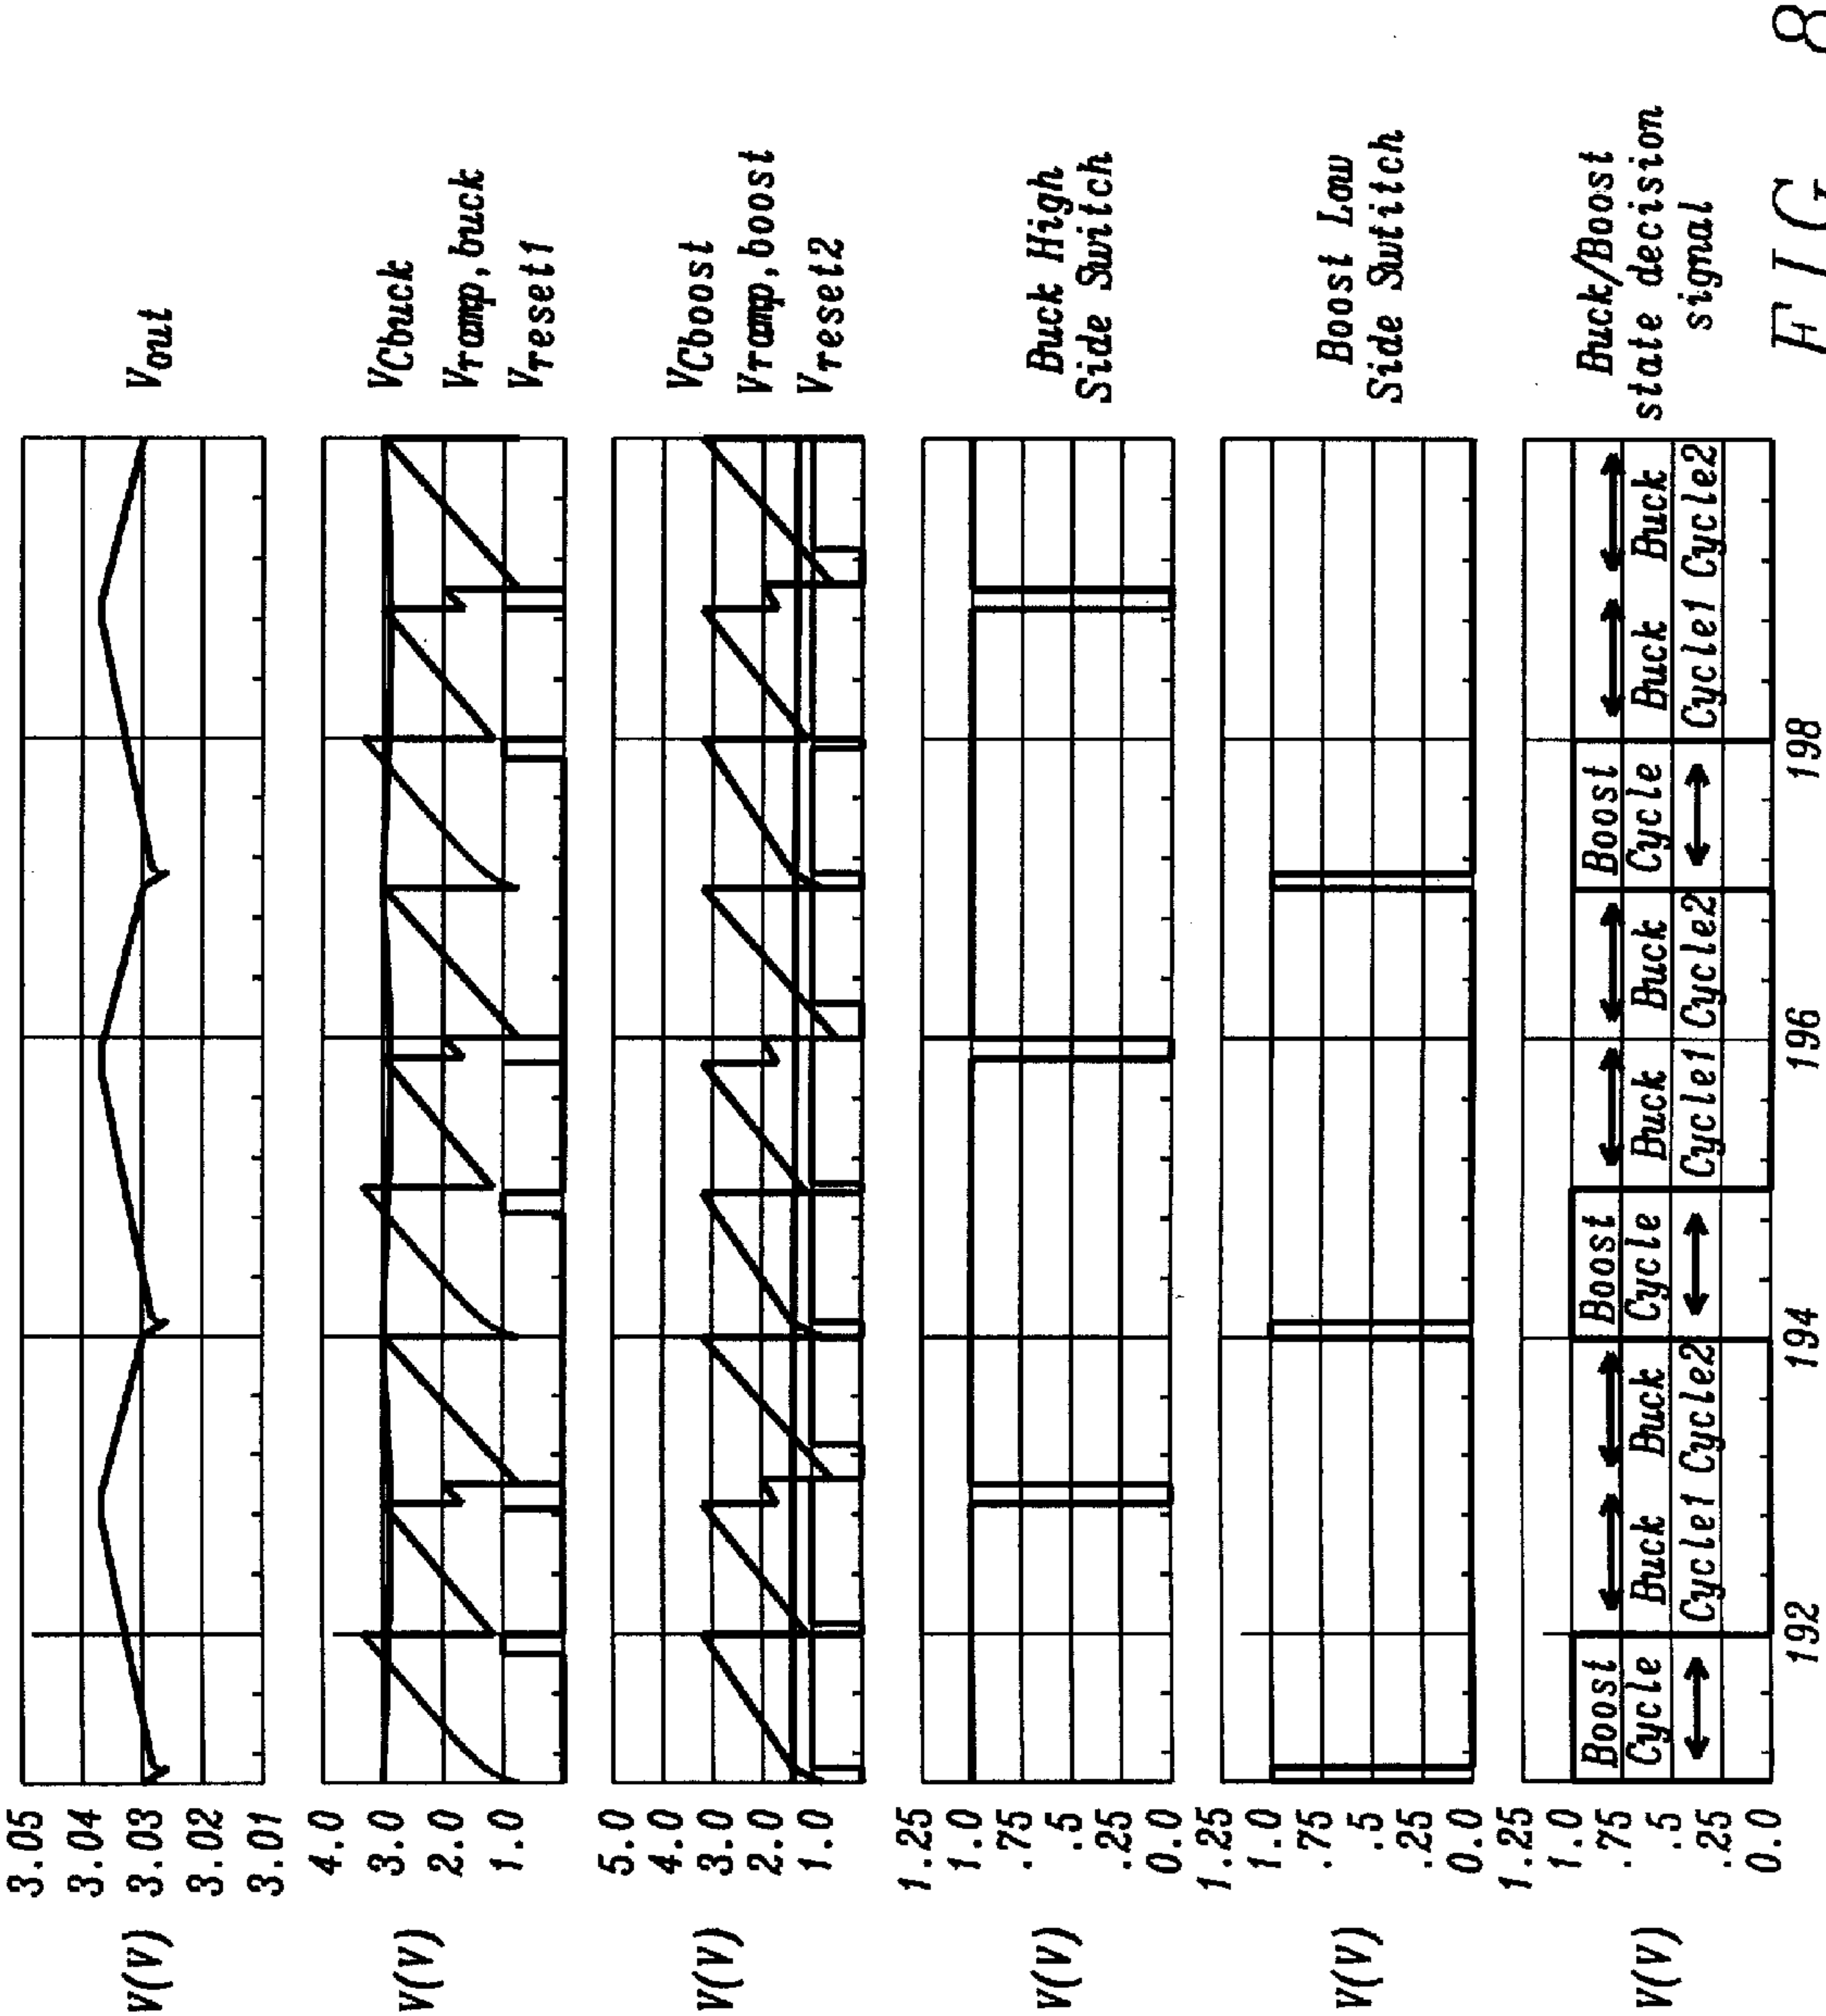 V(V)
3.05
3.04
3.03
3.02
3.01
Vout
V(V)
4.0
3.0
2.0
1.0
VCbuck
Vramp,buck
Vreset1
V(V)
5.0
4.0
3.0
2.0
1.0
VCboost
Vramp,boost
Vreset2
V(V)
1.25
1.0
.75
.5
.25
0.0
Buck High
Side Switch
V(V)
1.25
1.0
.75
.5
.25
0.0
Boost Low
Side Swtitch
V(V)
1.25
1.0
.75
.5
.25
0.0
Boost
Cycle
Buck
Cycle1
Buck
Cycle2
Boost
Cycle
Buck
Cycle1
Buck
Cycle2
Boost
Cycle
Buck
Cycle1
Buck
Cycle2
Buck/Boost
state decision
signal
192
194
196
198
FIG. 8